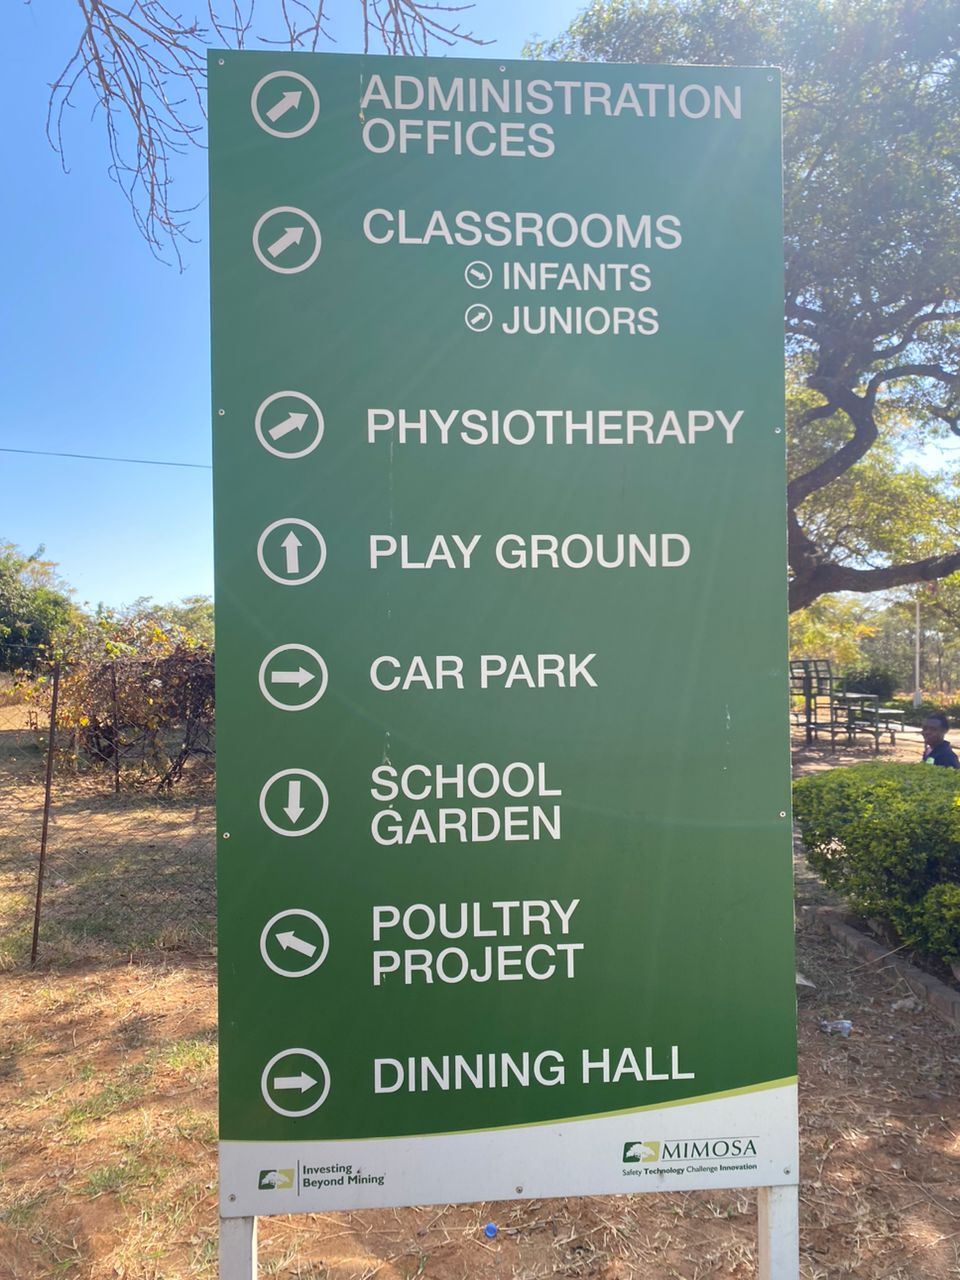 ADMINISTRATION
OFFICES
CLASSROOMS
INFANTS
JUNIORS
PHYSIOTHERAPY
PLAY GROUND
CAR PARK
SCHOOL
GARDEN
POULTRY
PROJECT
DINNING HALL
Investing
Beyond Mining
MIMOSA
Safety Technology Challenge Innovation